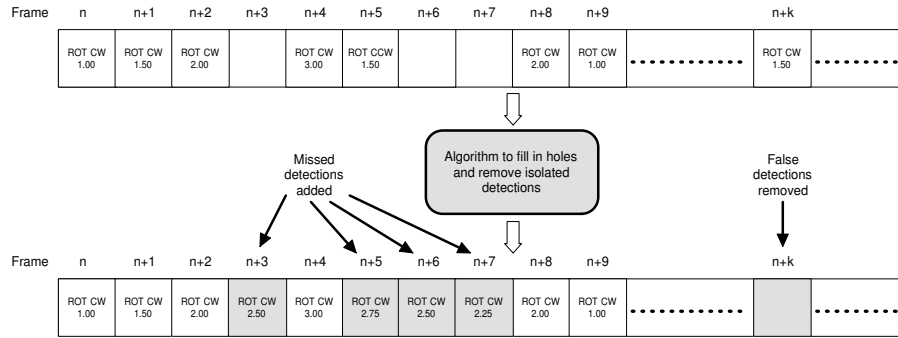 Frame n n+1 n+2 n+3 n+4 n+5 n+6 n+7 n+8 n+9 n+k
ROT CW ROT CW ROT CW ROT CW ROT CCW ROT CW ROT CW ROT CW
1.00 1.50 2.00 3.00 1.50 2.00 1.00 1.50
Algorithm to fill in holes
and remove isolated
detections
Missed
detections
added
False
detections
removed
Frame n n+1 n+2 n+3 n+4 n+5 n+6 n+7 n+8 n+9 n+k
ROT CW ROT CW ROT CW ROT CW ROT CW ROT CW ROT CW ROT CW ROT CW ROT CW
1.00 1.50 2.00 2.50 3.00 2.75 2.50 2.25 2.00 1.00